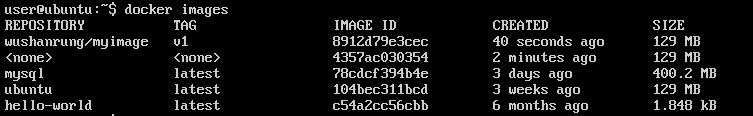 user@ubuntu:~$ docker images
REPOSITORY TAG IMAGE ID CREATED SIZE
wushanrung/myimage v1 8912d79e3cec 40 seconds ago 129 MB
<none> <none> 4357ac030354 2 minutes ago 129 MB
mysql latest 78cdcf394b4e 3 days ago 400.2 MB
ubuntu latest 104bec311bcd 3 weeks ago 129 MB
hello-world latest c54a2cc56cbb 6 months ago 1.848 kB